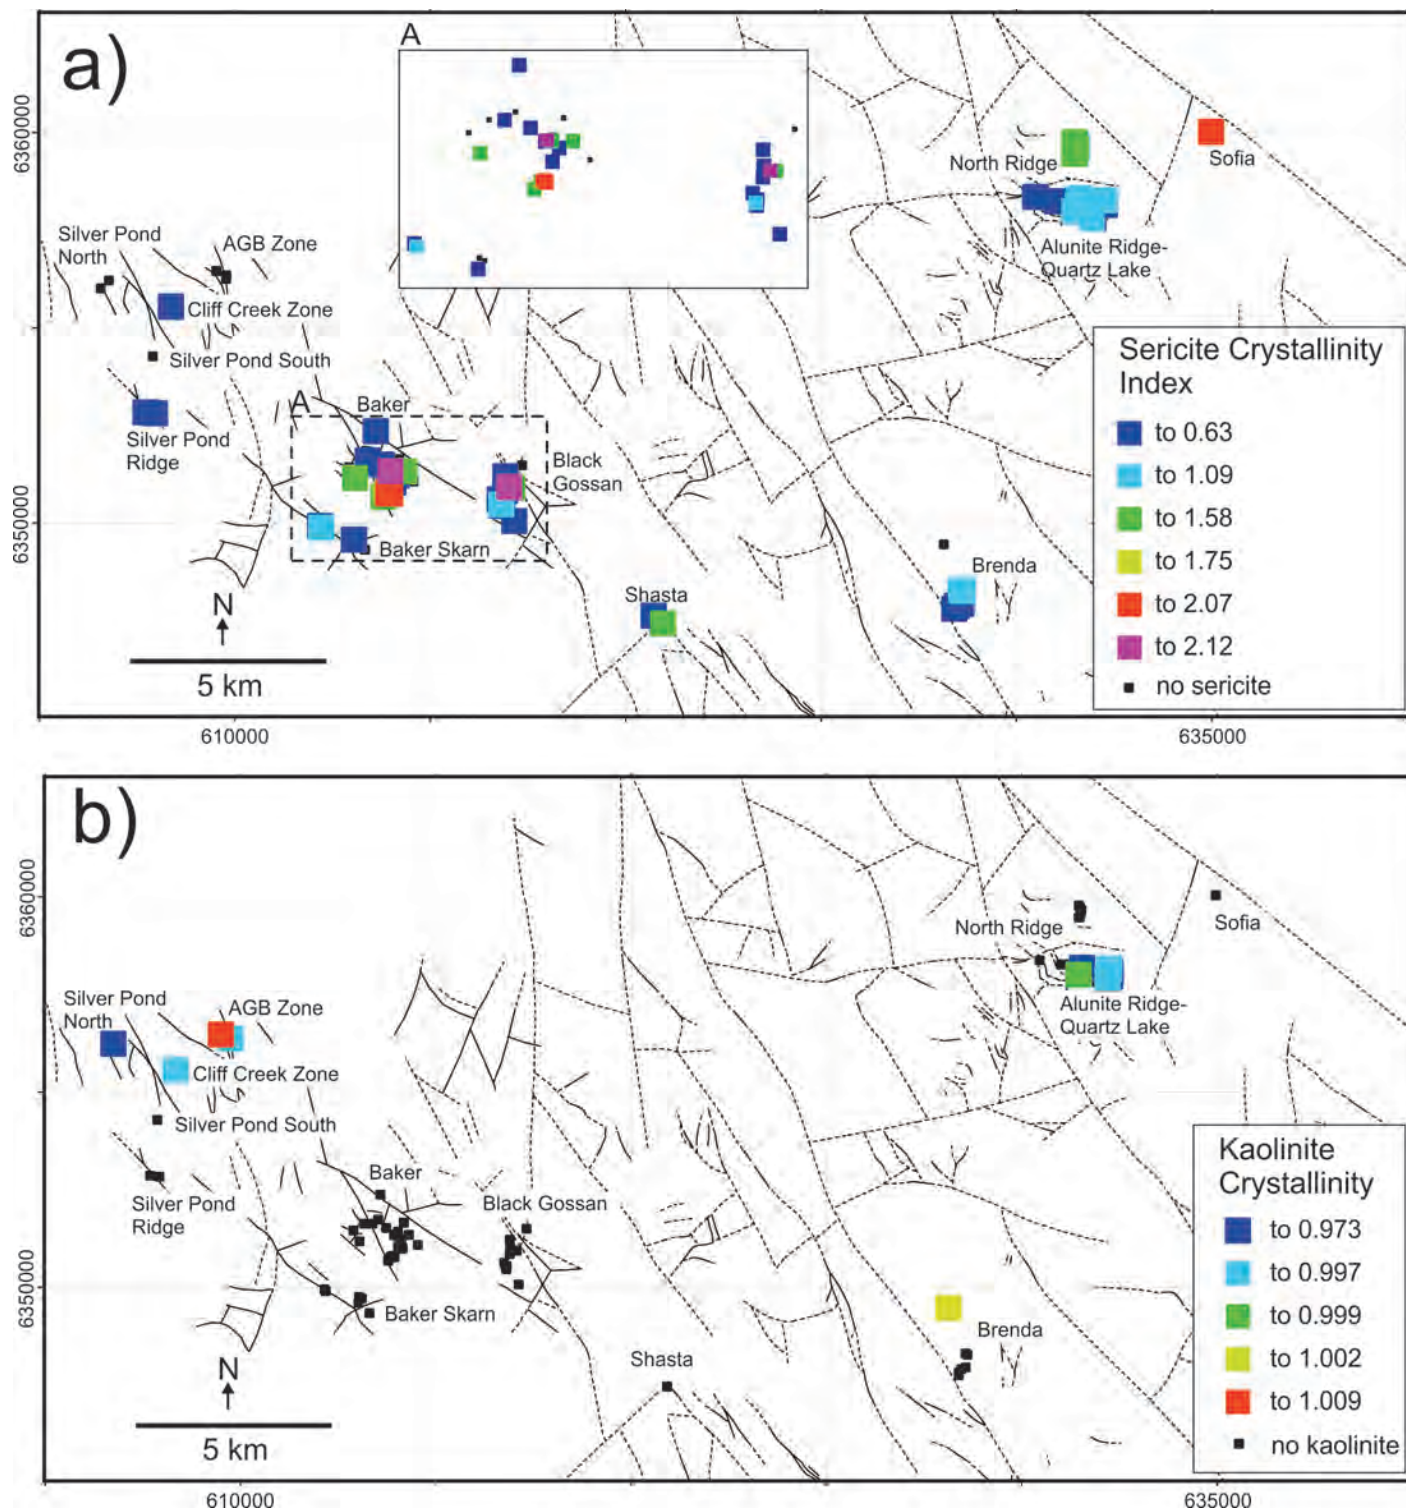 a)
A
6360000
North Ridge
Sofia
Silver Pond
North
AGB Zone
Alunite Ridge-
Quartz Lake
Cliff Creek Zone
Silver Pond South
A
Baker
Silver Pond
Ridge
Black
Gossan
6350000
Baker Skarn
Brenda
Shasta
N
5 km
Sericite Crystallinity
Index
to 0.63
to 1.09
to 1.58
to 1.75
to 2.07
to 2.12
no sericite
610000
635000
b)
6360000
North Ridge
Sofia
Silver Pond
North
AGB Zone
Alunite Ridge-
Quartz Lake
Cliff Creek Zone
Silver Pond South
Baker
Silver Pond
Ridge
Black Gossan
6350000
Baker Skarn
Brenda
Shasta
N
5 km
Kaolinite
Crystallinity
to 0.973
to 0.997
to 0.999
to 1.002
to 1.009
no kaolinite
610000
635000